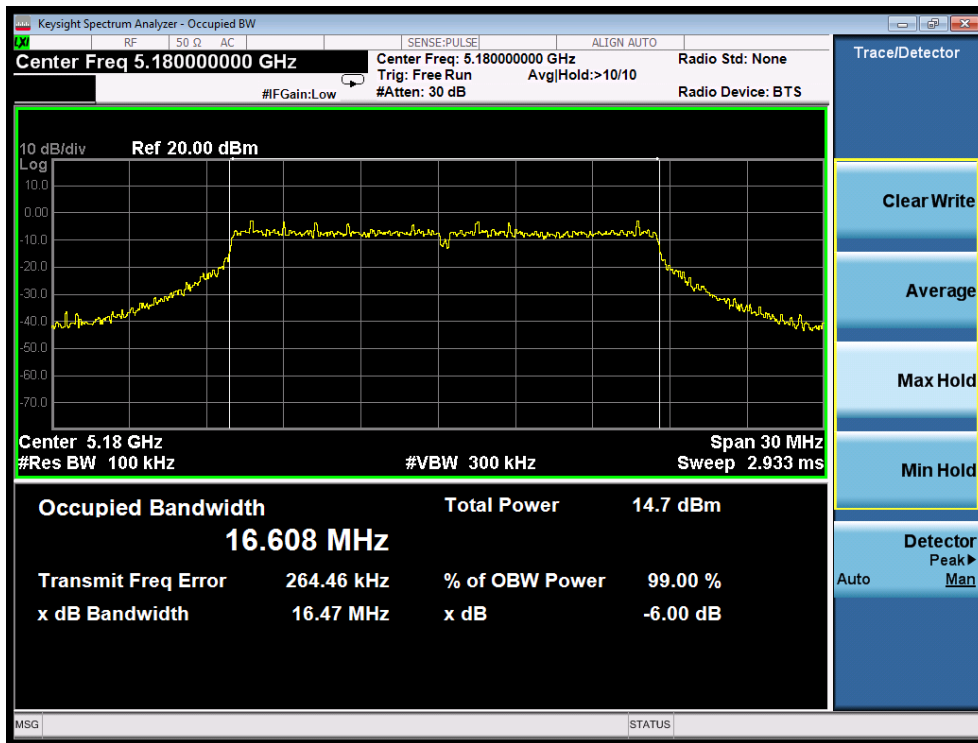 Keysight Spectrum Analyzer - Occupied BW
LXI RF 50 Ω AC SENSE:PULSE ALIGN AUTO
Center Freq 5.180000000 GHz
Center Freq: 5.180000000 GHz Radio Std: None
Trig: Free Run Avg|Hold:>10/10
#IFGain:Low #Atten: 30 dB Radio Device: BTS
Trace/Detector
10 dB/div Ref 20.00 dBm
Log
10.0
0.00
-10.0
-20.0
-30.0
-40.0
-50.0
-60.0
-70.0
Center 5.18 GHz Span 30 MHz
#Res BW 100 kHz #VBW 300 kHz Sweep 2.933 ms
Occupied Bandwidth Total Power 14.7 dBm
16.608 MHz
Transmit Freq Error 264.46 kHz % of OBW Power 99.00 %
x dB Bandwidth 16.47 MHz x dB -6.00 dB
Clear Write
Average
Max Hold
Min Hold
Detector
Peak▶
Auto Man
MSG STATUS